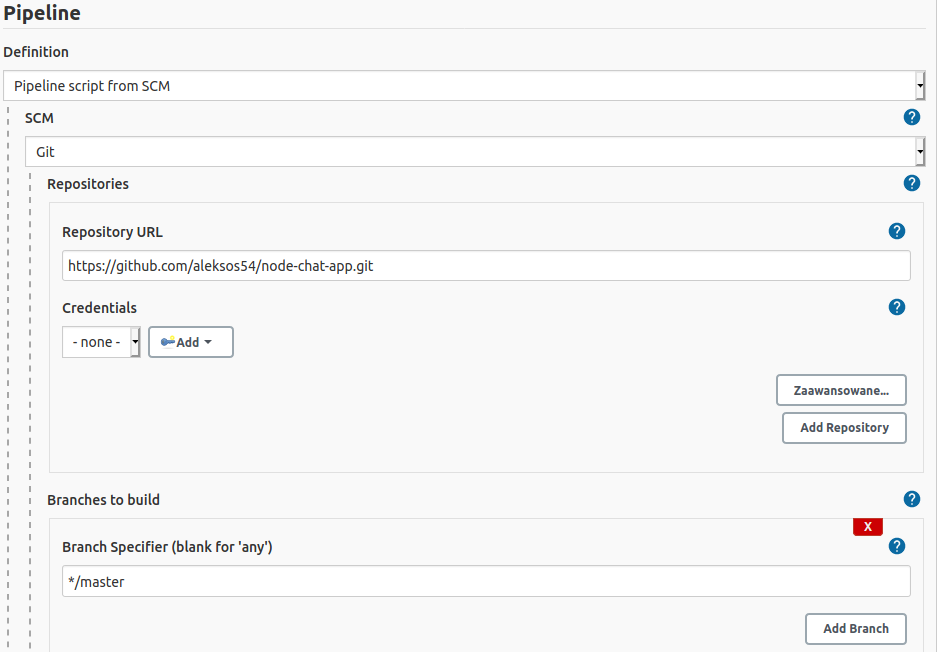 Pipeline
Definition
Pipeline script from SCM
SCM
?
Git
Repositories
?
Repository URL
?
https://github.com/aleksos54/node-chat-app.git
Credentials
?
- none -
Add
Zaawansowane...
Add Repository
Branches to build
?
X
Branch Specifier (blank for 'any')
?
*/master
Add Branch